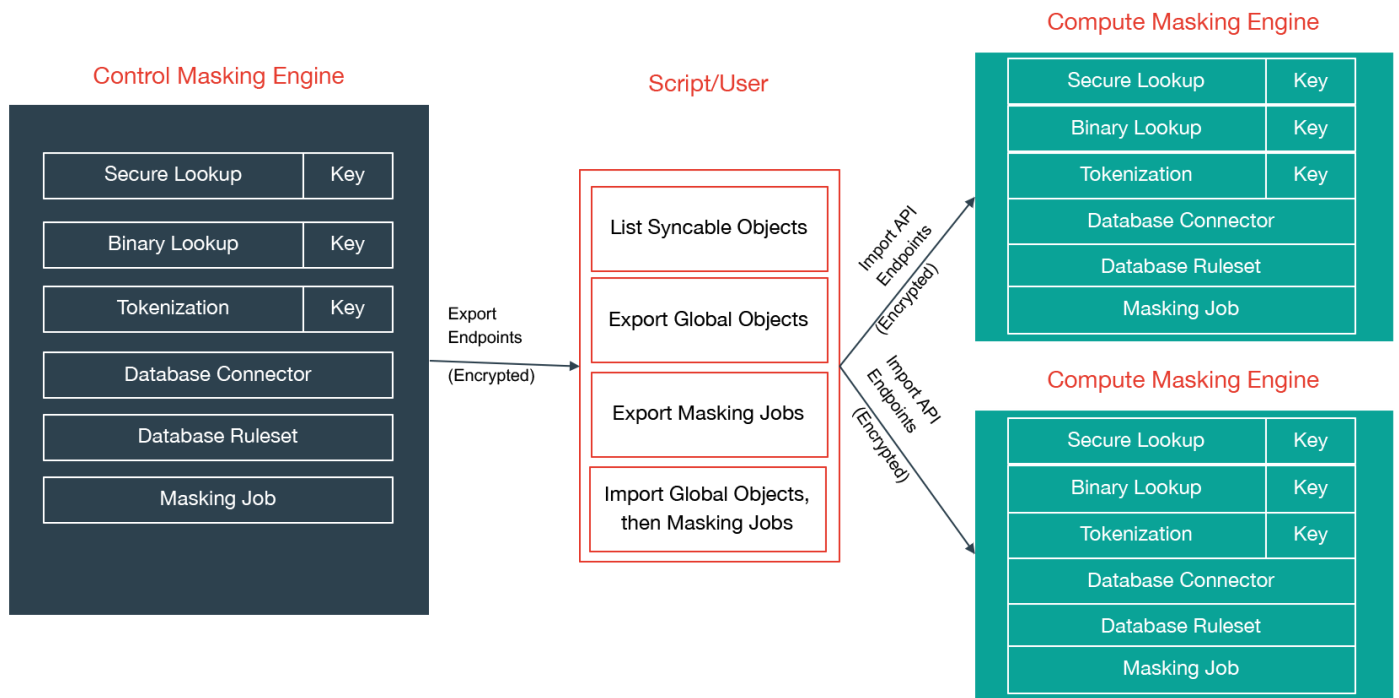 Control Masking Engine
Secure Lookup Key
Binary Lookup Key
Tokenization Key
Database Connector
Database Ruleset
Masking Job
Export
Endpoints
(Encrypted)
Script/User
List Syncable Objects
Export Global Objects
Export Masking Jobs
Import Global Objects,
then Masking Jobs
Import API
Endpoints
(Encrypted)
Import API
Endpoints
(Encrypted)
Compute Masking Engine
Secure Lookup Key
Binary Lookup Key
Tokenization Key
Database Connector
Database Ruleset
Masking Job
Compute Masking Engine
Secure Lookup Key
Binary Lookup Key
Tokenization Key
Database Connector
Database Ruleset
Masking Job